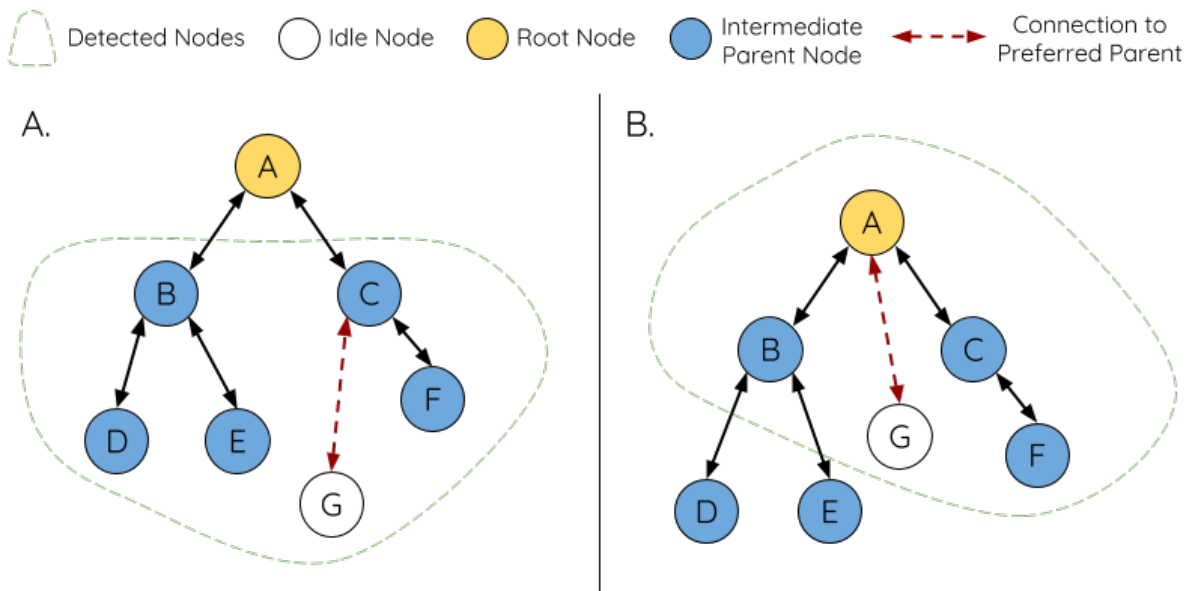 Detected Nodes
Idle Node
Root Node
Intermediate
Parent Node
Connection to
Preferred Parent
A.
A
B
C
D
E
F
G
B.
A
B
C
G
F
D
E